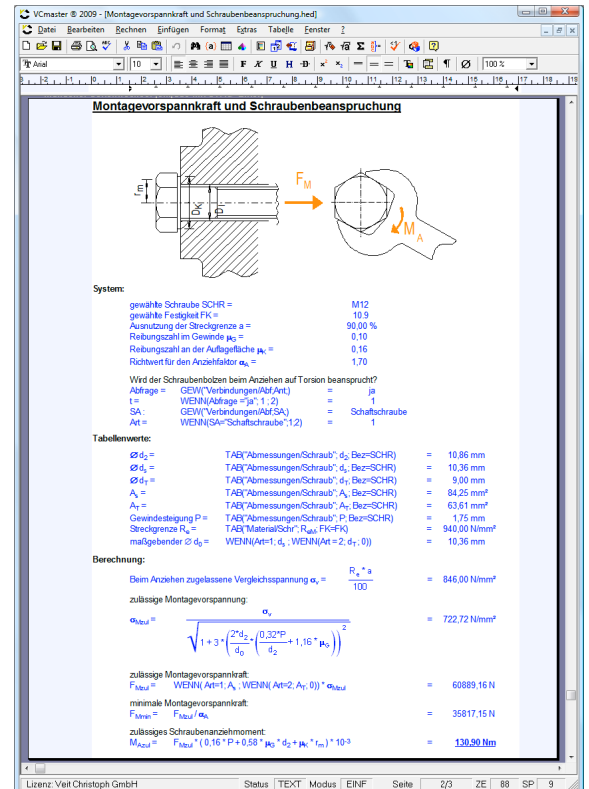 VCmaster ® 2009 - [Montagevorspannkraft und Schraubenbeanspruchung.hed]
Datei Bearbeiten Rechnen Einfügen Format Extras Tabelle Fenster ?
Arial 10 F K U H 100 %
Montagevorspannkraft und Schraubenbeanspruchung
r m D K D I F M M A
System:
gewählte Schraube SCHR = M12
gewählte Festigkeit FK = 10.9
Ausnutzung der Streckgrenze a = 90,00 %
Reibungszahl im Gewinde μG = 0,10
Reibungszahl an der Auflagefläche μK = 0,16
Richtwert für den Anziehfaktor αA = 1,70
Wird der Schraubenbolzen beim Anziehen auf Torsion beansprucht?
Abfrage = GEW("Verbindungen/Abf;Ant;) = ja
t = WENN(Abfrage ="ja"; 1 ; 2) = 1
SA : GEW("Verbindungen/Abf;SA;) = Schaftschraube
Art = WENN(SA="Schaftschraube";1;2) = 1
Tabellenwerte:
Ø d2 = TAB("Abmessungen/Schraub"; d2; Bez=SCHR) = 10,86 mm
Ø ds = TAB("Abmessungen/Schraub"; ds; Bez=SCHR) = 10,36 mm
Ø dT = TAB("Abmessungen/Schraub"; dT; Bez=SCHR) = 9,00 mm
As = TAB("Abmessungen/Schraub"; As; Bez=SCHR) = 84,25 mm²
AT = TAB("Abmessungen/Schraub"; AT; Bez=SCHR) = 63,61 mm²
Gewindesteigung P = TAB("Abmessungen/Schraub"; P; Bez=SCHR) = 1,75 mm
Streckgrenze Re = TAB("Material/Schr"; ReM; FK=FK) = 940,00 N/mm²
maßgebender Ø d0 = WENN(Art=1; ds ; WENN(Art = 2; dT ; 0)) = 10,36 mm
Berechnung:
Beim Anziehen zugelassene Vergleichsspannung σv = Re * a / 100 = 846,00 N/mm²
zulässige Montagevorspannung:
σMzul = σv / √(1 + 3 * (2*d2 / d0 * (0,32*P / d2 + 1,16 * μG))²) = 722,72 N/mm²
zulässige Montagevorspannkraft:
FMzul = WENN( Art=1; As ; WENN( Art=2; AT; 0)) * σMzul = 60889,16 N
minimale Montagevorspannkraft:
FMmin = FMzul / αA = 35817,15 N
zulässiges Schraubenanziehmoment:
MAzul = FMzul * ( 0,16 * P + 0,58 * μG * d2 + μK * rm ) * 10-3 = 130,90 Nm
Lizenz: Veit Christoph GmbH Status TEXT Modus EINF Seite 2/3 ZE 88 SP 9